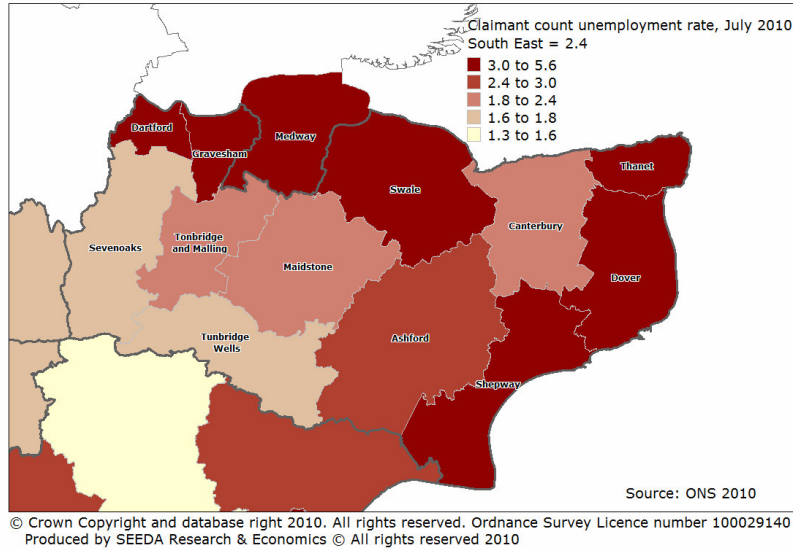 Claimant count unemployment rate, July 2010
South East = 2.4
3.0 to 5.6
2.4 to 3.0
1.8 to 2.4
1.6 to 1.8
1.3 to 1.6
Dartford
Gravesham
Medway
Thanet
Swale
Canterbury
Sevenoaks
Tonbridge
and Malling
Maidstone
Dover
Tunbridge
Wells
Ashford
Shepway
Source: ONS 2010
© Crown Copyright and database right 2010. All rights reserved. Ordnance Survey Licence number 100029140
Produced by SEEDA Research & Economics © All rights reserved 2010